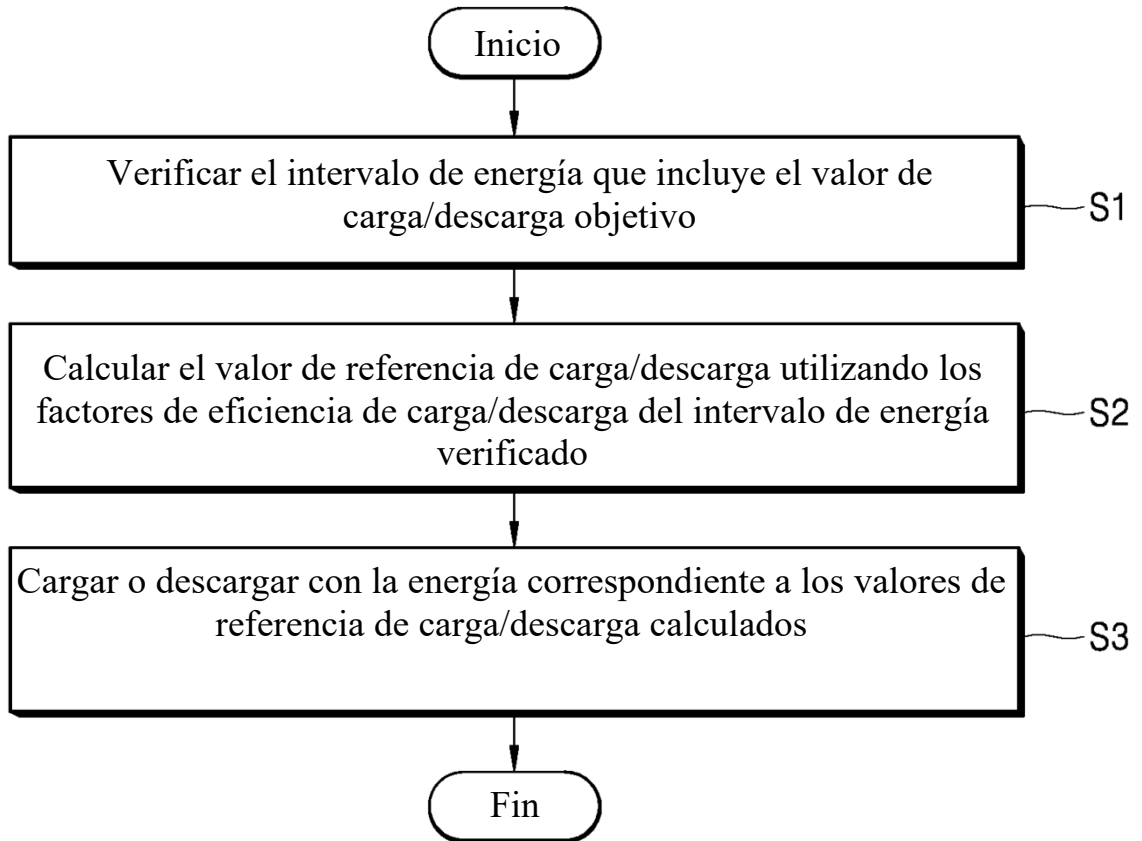 Inicio
Verificar el intervalo de energía que incluye el valor de
carga/descarga objetivo
S1
Calcular el valor de referencia de carga/descarga utilizando los
factores de eficiencia de carga/descarga del intervalo de energía
verificado
S2
Cargar o descargar con la energía correspondiente a los valores de
referencia de carga/descarga calculados
S3
Fin